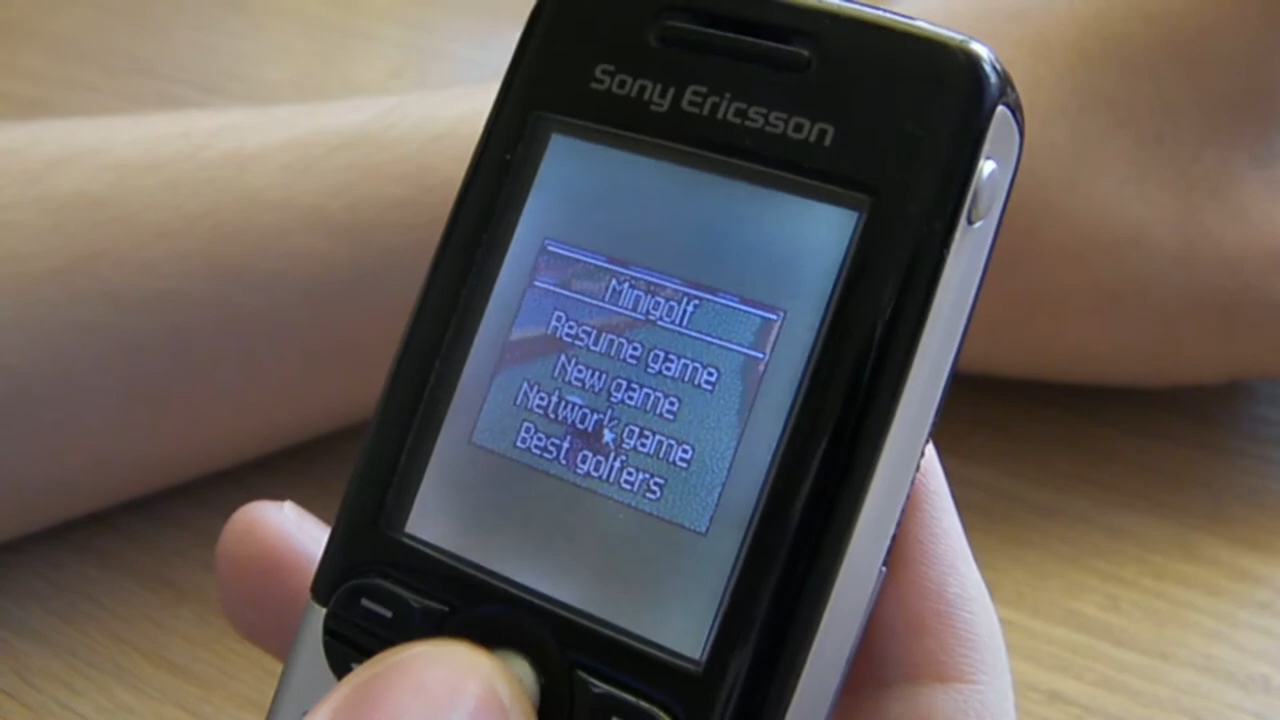 Sony Ericsson
Minigolf
Resume game
New game
Network game
Best golfers